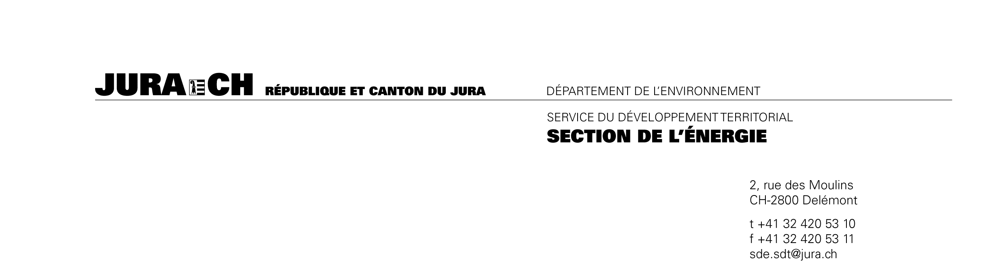 JURA CH RÉPUBLIQUE ET CANTON DU JURA DÉPARTEMENT DE L’ENVIRONNEMENT
SERVICE DU DÉVELOPPEMENT TERRITORIAL
SECTION DE L’ÉNERGIE
2, rue des Moulins
CH-2800 Delémont
t +41 32 420 53 10
f +41 32 420 53 11
sde.sdt@jura.ch